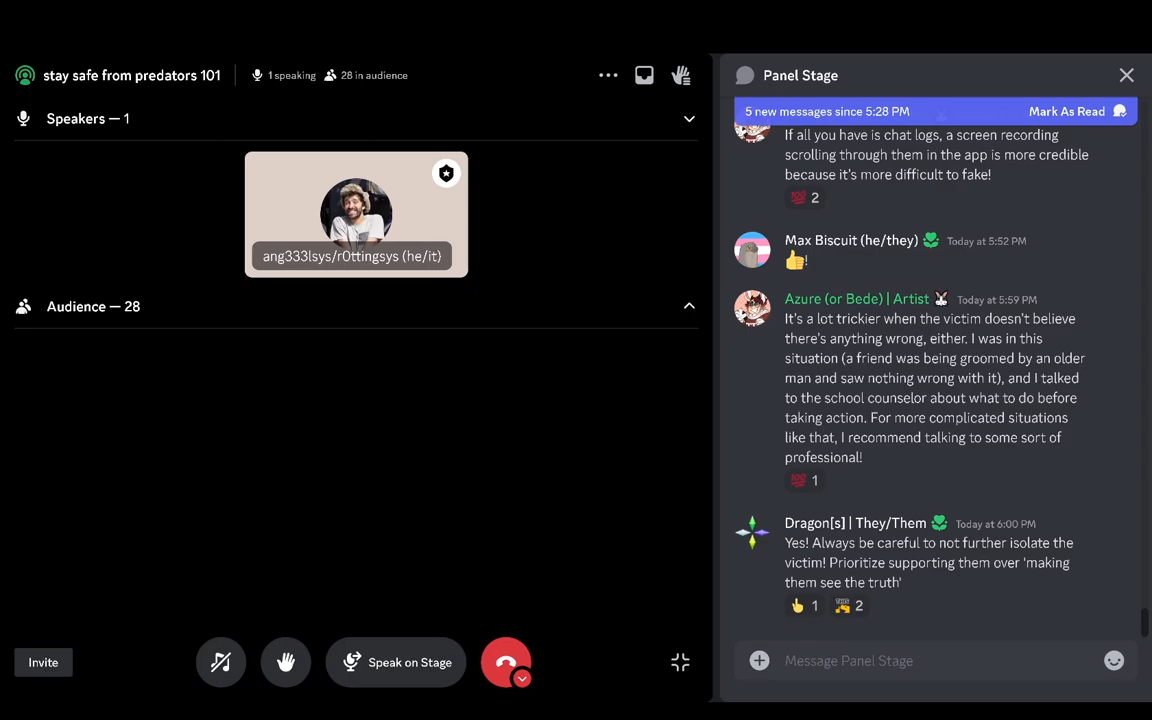 stay safe from predators 101
1 speaking
28 in audience
Speakers — 1
ang333lsys/r0ttingsys (he/it)
Audience — 28
Invite
Speak on Stage
Panel Stage
5 new messages since 5:28 PM
Mark As Read
If all you have is chat logs, a screen recording
scrolling through them in the app is more credible
because it's more difficult to fake!
2
Max Biscuit (he/they) Today at 5:52 PM
!
Azure (or Bede) | Artist Today at 5:59 PM
It's a lot trickier when the victim doesn't believe
there's anything wrong, either. I was in this
situation (a friend was being groomed by an older
man and saw nothing wrong with it), and I talked
to the school counselor about what to do before
taking action. For more complicated situations
like that, I recommend talking to some sort of
professional!
1
Dragon[s] | They/Them Today at 6:00 PM
Yes! Always be careful to not further isolate the
victim! Prioritize supporting them over 'making
them see the truth'
1 2
Message Panel Stage